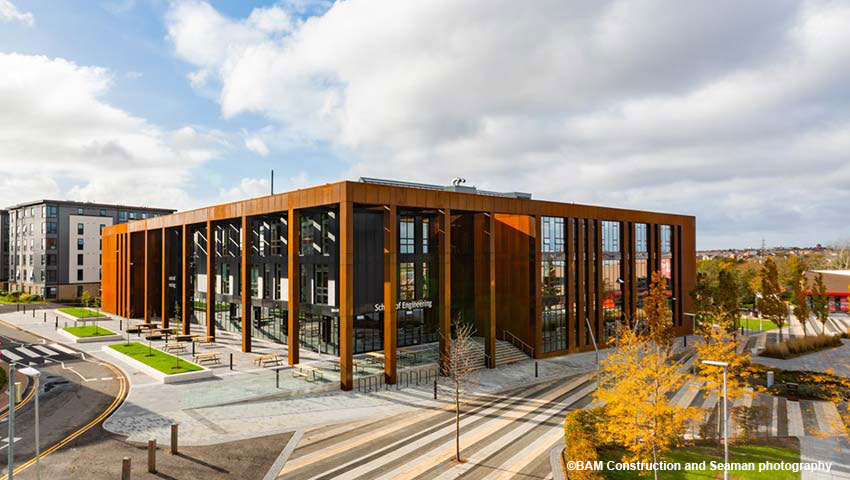 School of Engineering
©BAM Construction and Seaman photography